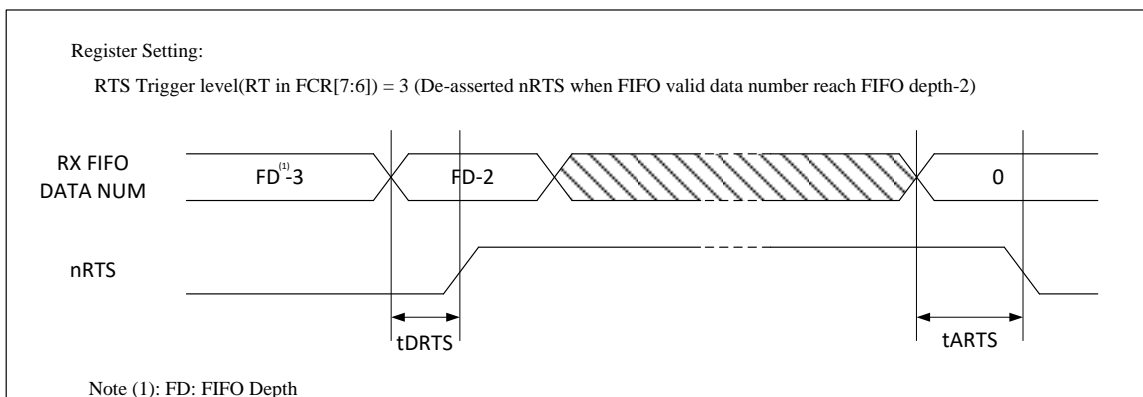 Register Setting:
RTS Trigger level(RT in FCR[7:6]) = 3 (De-asserted nRTS when FIFO valid data number reach FIFO depth-2)
RX FIFO
DATA NUM
FD(1)-3
FD-2
0
nRTS
tDRTS
tARTS
Note (1): FD: FIFO Depth